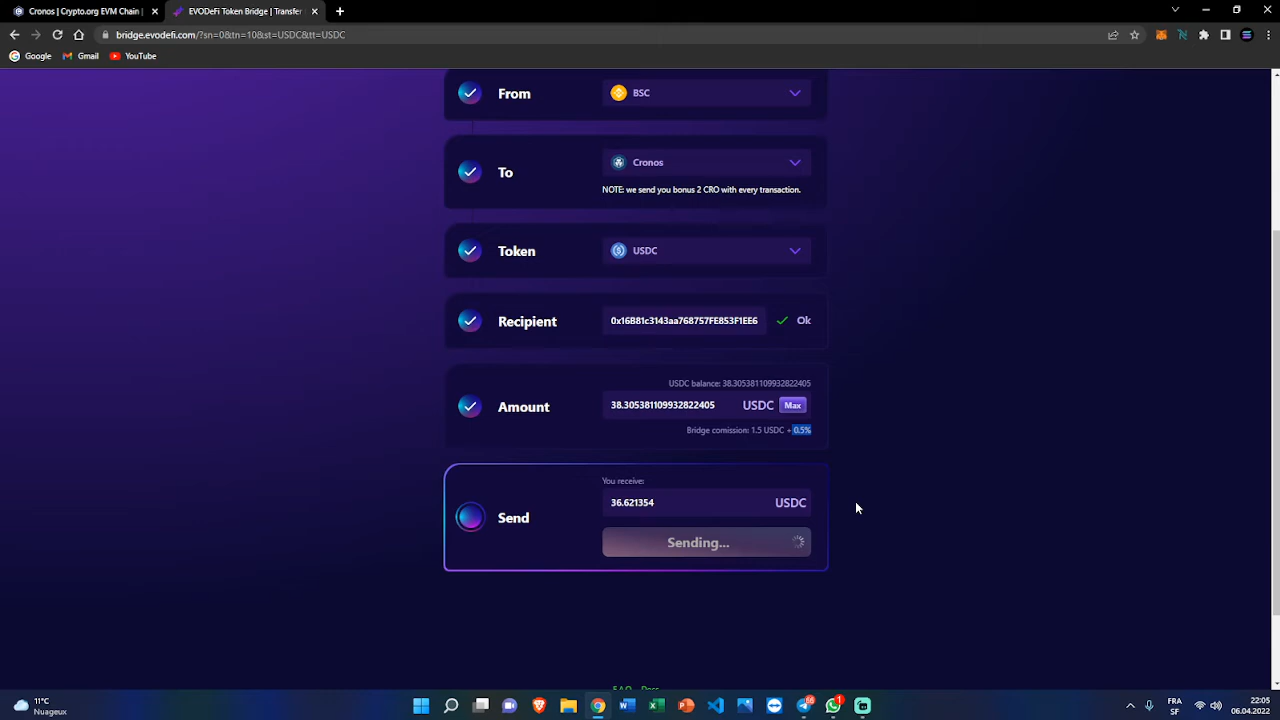 Cronos | Crypto.org EVM Chain |
EVODeFi Token Bridge | Transfer
bridge.evodefi.com/?sn=0&tn=10&st=USDC&tt=USDC
Google
Gmail
YouTube
From
BSC
To
Cronos
NOTE: we send you bonus 2 CRO with every transaction.
Token
USDC
Recipient
0x16B81c3143aa768757FE853F1EE6
Ok
USDC balance: 38.305381109932822405
Amount
38.305381109932822405
USDC
Max
Bridge comission: 1.5 USDC + 0.5%
You receive:
36.621354
USDC
Send
Sending...
11°C
Nuageux
66
1
FRA
SF
22:05
06.04.2022